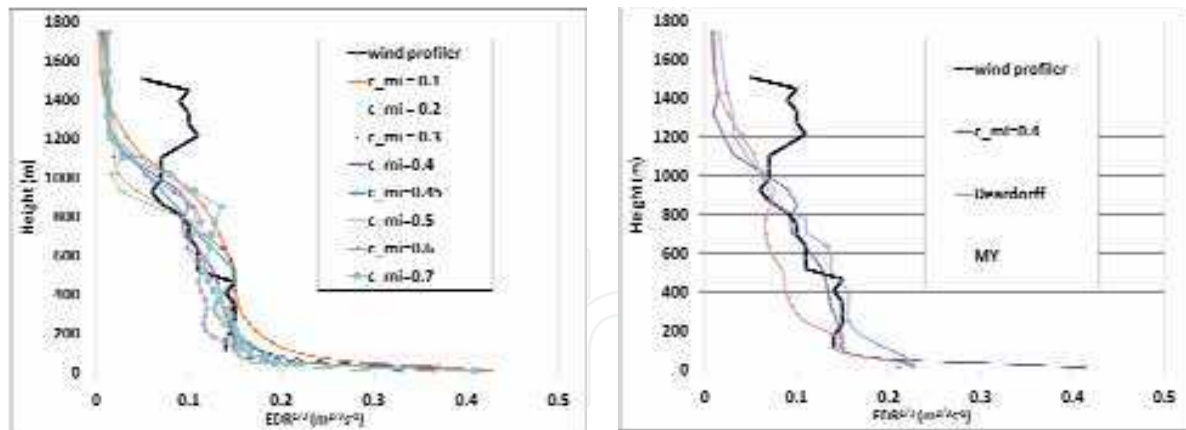 1800
1600
1400
1200
1000
800
600
400
200
0
Height (m)
0 0.1 0.2 0.3 0.4 0.5
wind profiler
c_mi=0.1
c_mi=0.2
c_mi=0.3
c_mi=0.4
c_mi=0.45
c_mi=0.5
c_mi=0.6
c_mi=0.7
1800
1600
1400
1200
1000
800
600
400
200
0
Height (m)
0 0.1 0.2 0.3 0.4 0.5
wind profiler
c_mi=0.4
Deardorff
MY